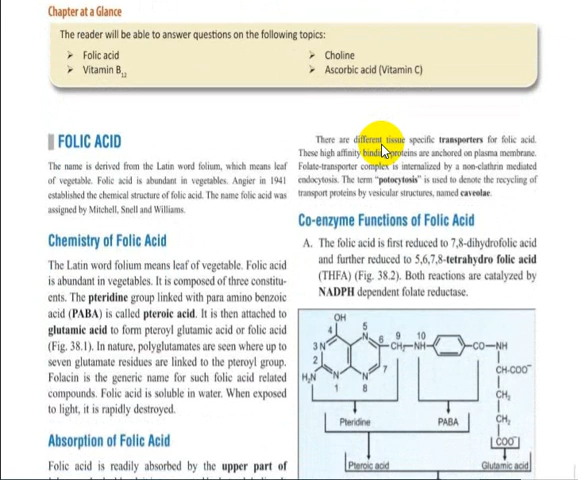 Chapter at a Glance
The reader will be able to answer questions on the following topics:
➢ Folic acid
➢ Vitamin B12
➢ Choline
➢ Ascorbic acid (Vitamin C)
FOLIC ACID
The name is derived from the Latin word folium, which means leaf
of vegetable. Folic acid is abundant in vegetables. Angier in 1941
established the chemical structure of folic acid. The name folic was
assigned by Mitchell, Snell and Williams.
Chemistry of Folic Acid
The Latin word folium means leaf of vegetable. Folic acid
is abundant in vegetables. It is composed of three constitu-
ents. The pteridine group linked with para amino benzoic
acid (PABA) is called pteroic acid. It is then attached to
glutamic acid to form pteroyl glutamic acid or folic acid
(Fig. 38.1). In nature, polyglutamates are seen where up to
seven glutamate residues are linked to the pteroyl group.
Folacin is the generic name for such folic acid related
compounds. Folic acid is soluble in water. When exposed
to light, it is rapidly destroyed.
Absorption of Folic Acid
Folic acid is readily absorbed by the upper part of
There are different tissue specific transporters for folic acid.
These high affinity binding proteins are anchored on plasma membrane.
Folate-transporter complex is internalized by a non-clathrin mediated
endocytosis. The term "potocytosis" is used to denote the recycling of
transport proteins by vesicular structures, named caveolae.
Co-enzyme Functions of Folic Acid
A. The folic acid is first reduced to 7,8-dihydrofolic acid
and further reduced to 5,6,7,8-tetrahydro folic acid
(THFA) (Fig. 38.2). Both reactions are catalyzed by
NADPH dependent folate reductase.
OH
4 5
3 N N 6 9 10
CH2-NH CO-NH
2 7 CH-COO−
H2N N N
1 8 CH2
CH2
Pteridine PABA
COO−
Pteroic acid Glutamic acid